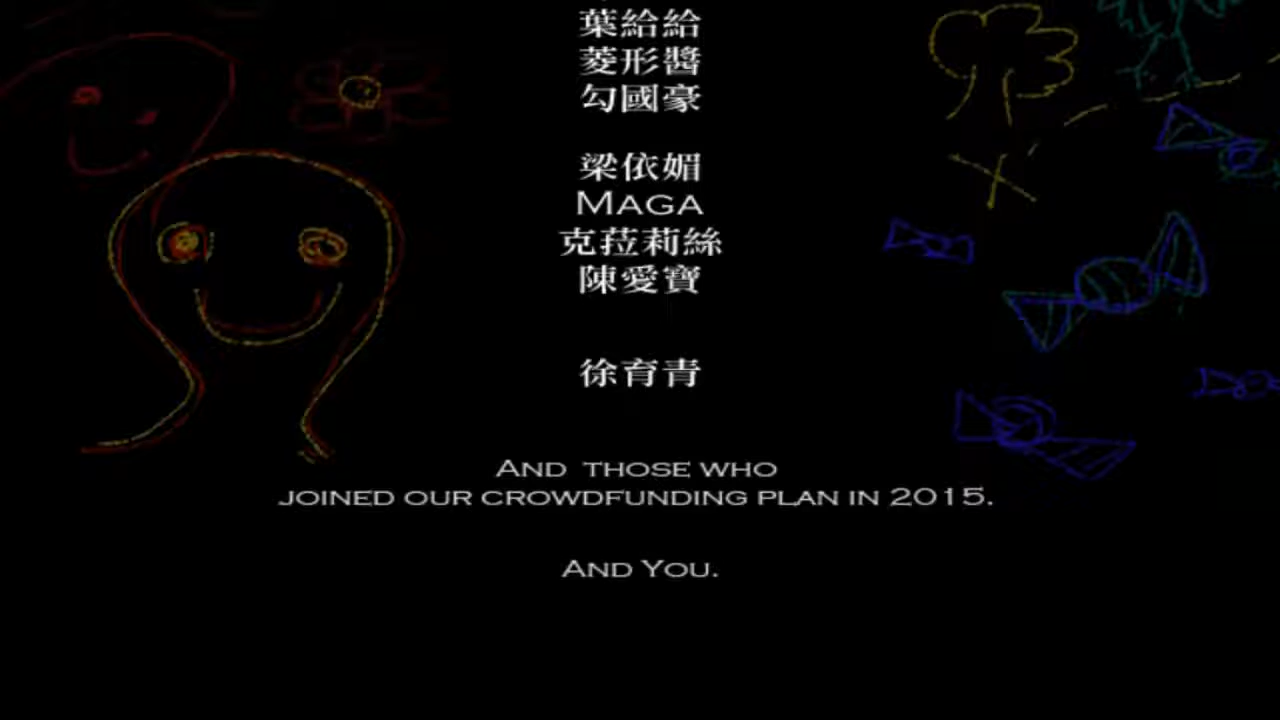 葉給給
菱形醬
勾國豪
梁依媚
MAGA
克菈莉絲
陳愛寶
徐育青
AND THOSE WHO
JOINED OUR CROWDFUNDING PLAN IN 2015.
AND YOU.